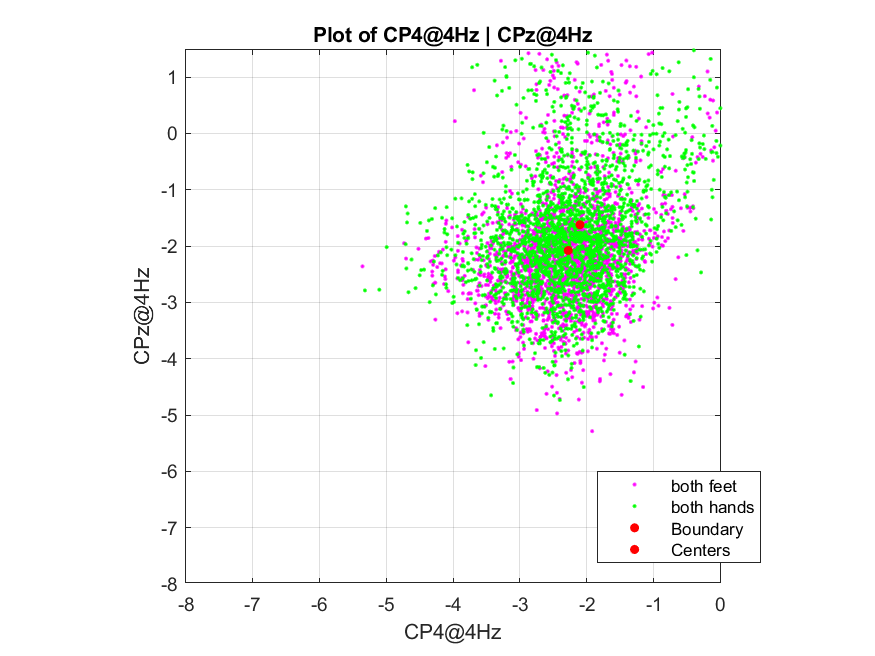 Plot of CP4@4Hz | CPz@4Hz
1
0
-1
-2
-3
-4
-5
-6
-7
-8
CPz@4Hz
both feet
both hands
Boundary
Centers
-8 -7 -6 -5 -4 -3 -2 -1 0
CP4@4Hz